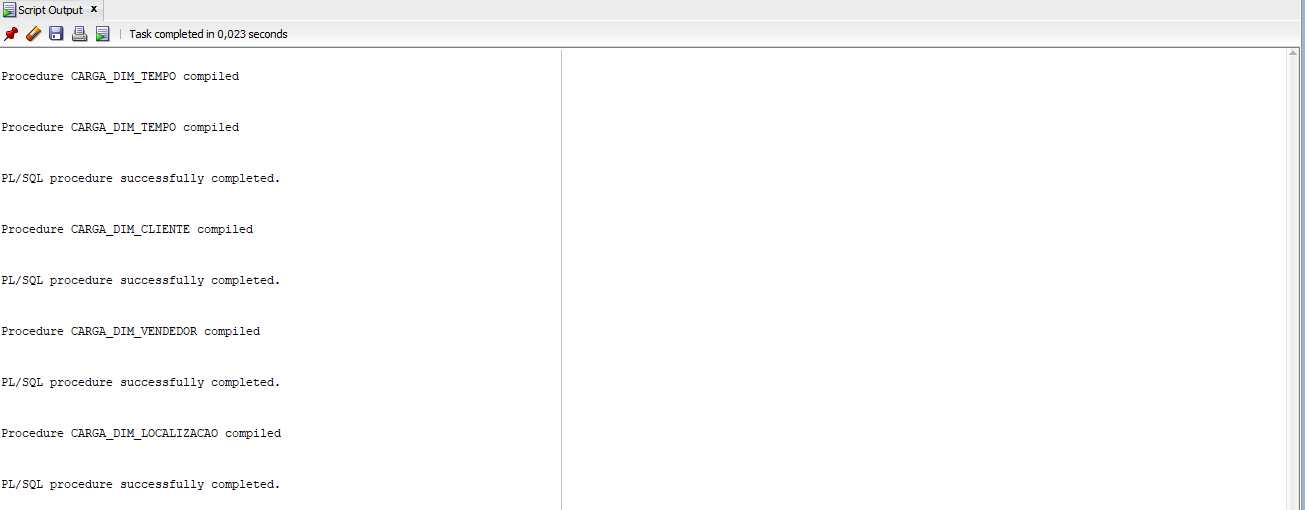 Script Output x
Task completed in 0,023 seconds
Procedure CARGA_DIM_TEMPO compiled
Procedure CARGA_DIM_TEMPO compiled
PL/SQL procedure successfully completed.
Procedure CARGA_DIM_CLIENTE compiled
PL/SQL procedure successfully completed.
Procedure CARGA_DIM_VENDEDOR compiled
PL/SQL procedure successfully completed.
Procedure CARGA_DIM_LOCALIZACAO compiled
PL/SQL procedure successfully completed.